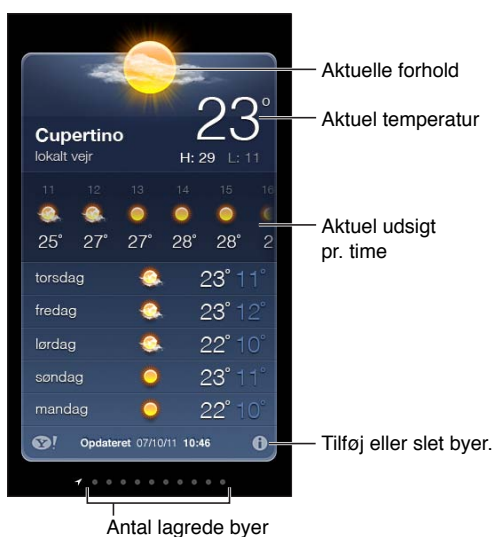 Aktuelle forhold
23°
Aktuel temperatur
Cupertino
lokalt vejr
H: 29 L: 11
11 12 13 14 15 16
25° 27° 27° 28° 28° 2
Aktuel udsigt
pr. time
torsdag 23° 11°
fredag 23° 12°
lørdag 22° 10°
søndag 23° 11°
mandag 22° 10°
Y! Opdateret 07/10/11 10:46 i
Tilføj eller slet byer.
Antal lagrede byer